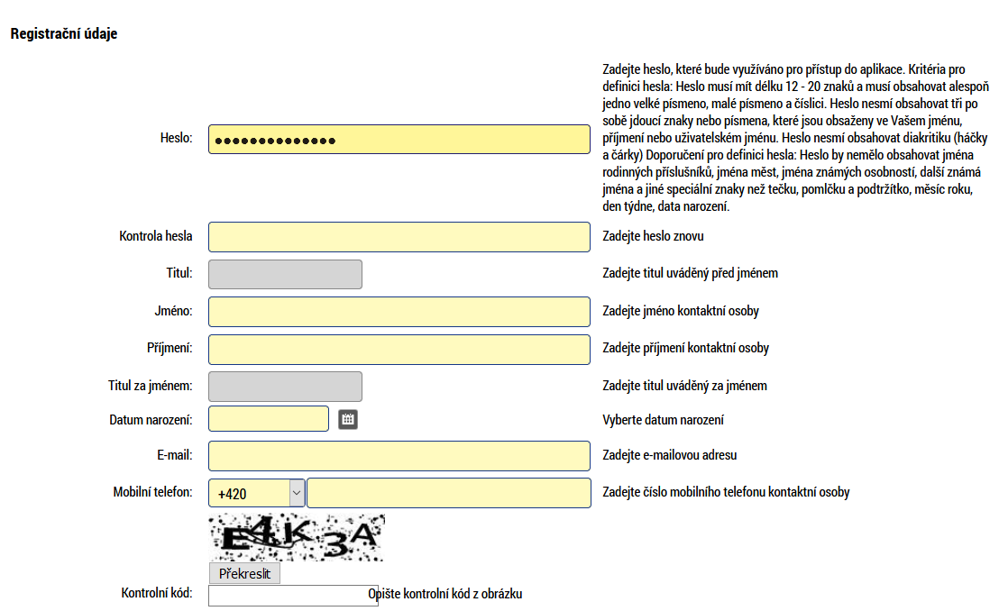 Registrační údaje
Zadejte heslo, které bude využíváno pro přístup do aplikace. Kritéria pro
definici hesla: Heslo musí mít délku 12 - 20 znaků a musí obsahovat alespoň
jedno velké písmeno, malé písmeno a číslici. Heslo nesmí obsahovat tři po
sobě jdoucí znaky nebo písmena, které jsou obsaženy ve Vašem jménu,
příjmení nebo uživatelském jménu. Heslo nesmí obsahovat diakritiku (háčky
a čárky) Doporučení pro definici hesla: Heslo by nemělo obsahovat jména
rodinných příslušníků, jména měst, jména známých osobností, další známá
jména a jiné speciální znaky než tečku, pomlčku a podtržítko, měsíc roku,
den týdne, data narození.
Heslo: ●●●●●●●●●●●●●●
Kontrola hesla Zadejte heslo znovu
Titul: Zadejte titul uváděný před jménem
Jméno: Zadejte jméno kontaktní osoby
Příjmení: Zadejte příjmení kontaktní osoby
Titul za jménem: Zadejte titul uváděný za jménem
Datum narození: Vyberte datum narození
E-mail: Zadejte e-mailovou adresu
Mobilní telefon: +420 Zadejte číslo mobilního telefonu kontaktní osoby
E4K3A
Překreslit
Kontrolní kód: Opište kontrolní kód z obrázku